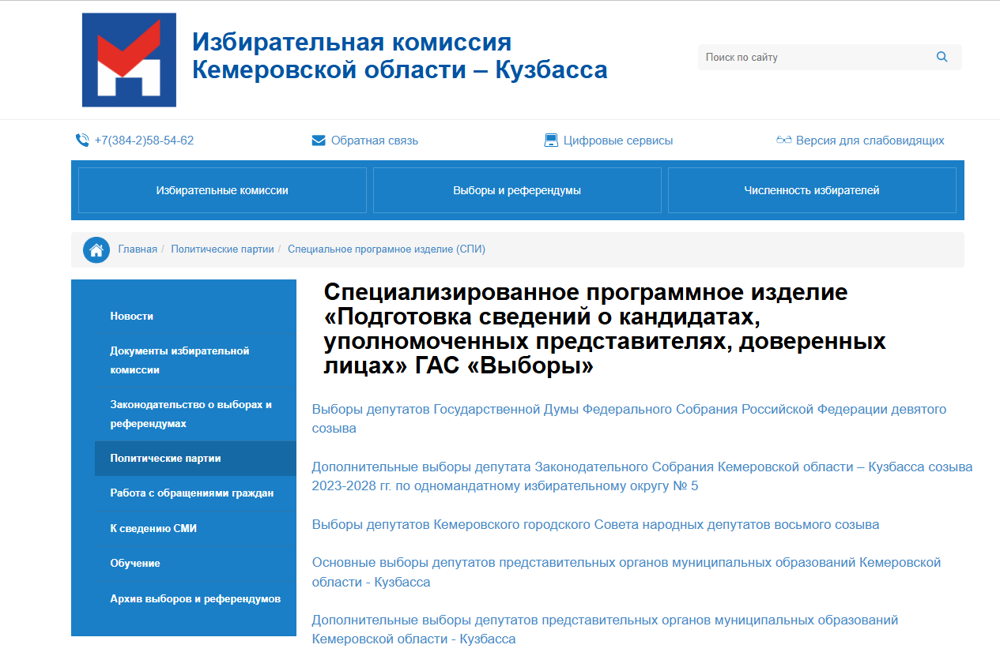 Избирательная комиссия
Кемеровской области – Кузбасса
Поиск по сайту
+7(384-2)58-54-62
Обратная связь
Цифровые сервисы
Версия для слабовидящих
Избирательные комиссии
Выборы и референдумы
Численность избирателей
Главная / Политические партии / Специальное програмное изделие (СПИ)
Новости
Документы избирательной
комиссии
Законодательство о выборах и
референдумах
Политические партии
Работа с обращениями граждан
К сведению СМИ
Обучение
Архив выборов и референдумов
Специализированное программное изделие
«Подготовка сведений о кандидатах,
уполномоченных представителях, доверенных
лицах» ГАС «Выборы»
Выборы депутатов Государственной Думы Федерального Собрания Российской Федерации девятого
созыва
Дополнительные выборы депутата Законодательного Собрания Кемеровской области – Кузбасса созыва
2023-2028 гг. по одномандатному избирательному округу № 5
Выборы депутатов Кемеровского городского Совета народных депутатов восьмого созыва
Основные выборы депутатов представительных органов муниципальных образований Кемеровской
области - Кузбасса
Дополнительные выборы депутатов представительных органов муниципальных образований
Кемеровской области - Кузбасса